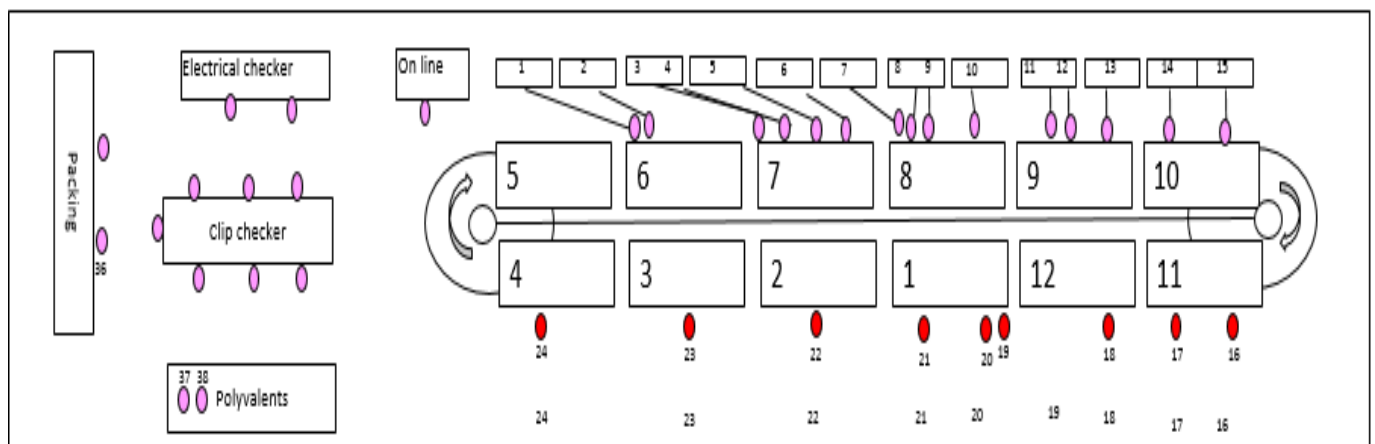 Electrical checker
On line
1 2 3 4 5 6 7 8 9 10 11 12 13 14 15
Packing
5 6 7 8 9 10
Clip checker
36
4 3 2 1 12 11
24 23 22 21 20 19 18 17 16
37 38
Polyvalents
24 23 22 21 20 19 18 17 16